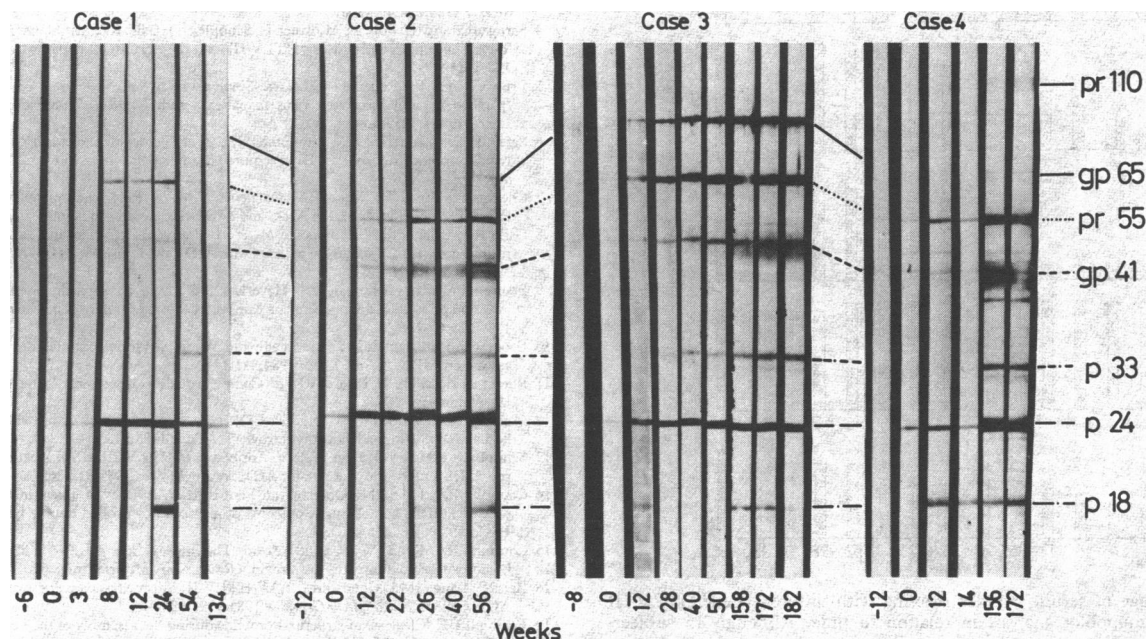 Case 1 Case 2 Case 3 Case 4
pr 110
gp 65
pr 55
gp 41
p 33
p 24
p 18
-6 0 3 8 12 24 54 134
-12 0 12 22 26 40 56
-8 0 12 26 40 50 158 172 182
-12 0 12 14 156 172
Weeks